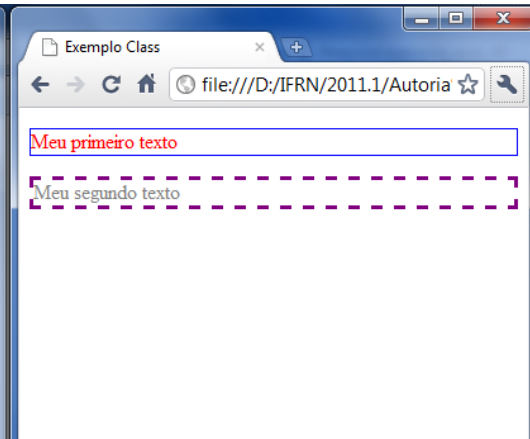 Exemplo Class
file:///D:/IFRN/2011.1/Autoria
Meu primeiro texto
Meu segundo texto